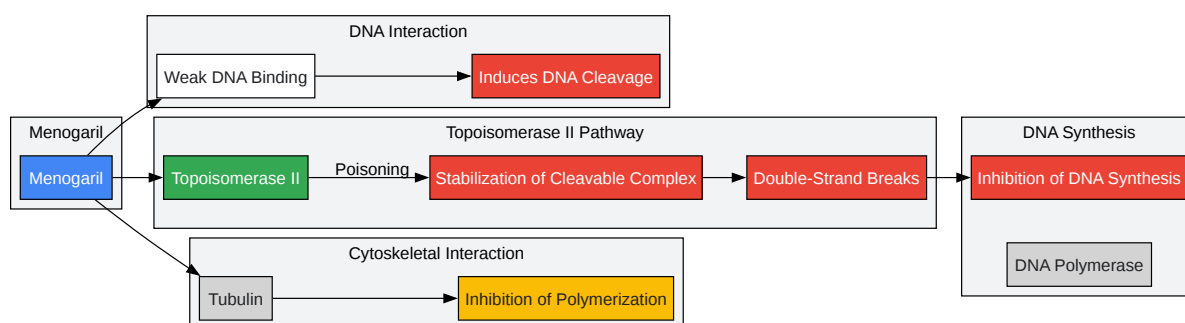 DNA Interaction
Weak DNA Binding
Induces DNA Cleavage
Menogaril
Menogaril
Topoisomerase II Pathway
Topoisomerase II
Poisoning
Stabilization of Cleavable Complex
Double-Strand Breaks
DNA Synthesis
Inhibition of DNA Synthesis
DNA Polymerase
Cytoskeletal Interaction
Tubulin
Inhibition of Polymerization